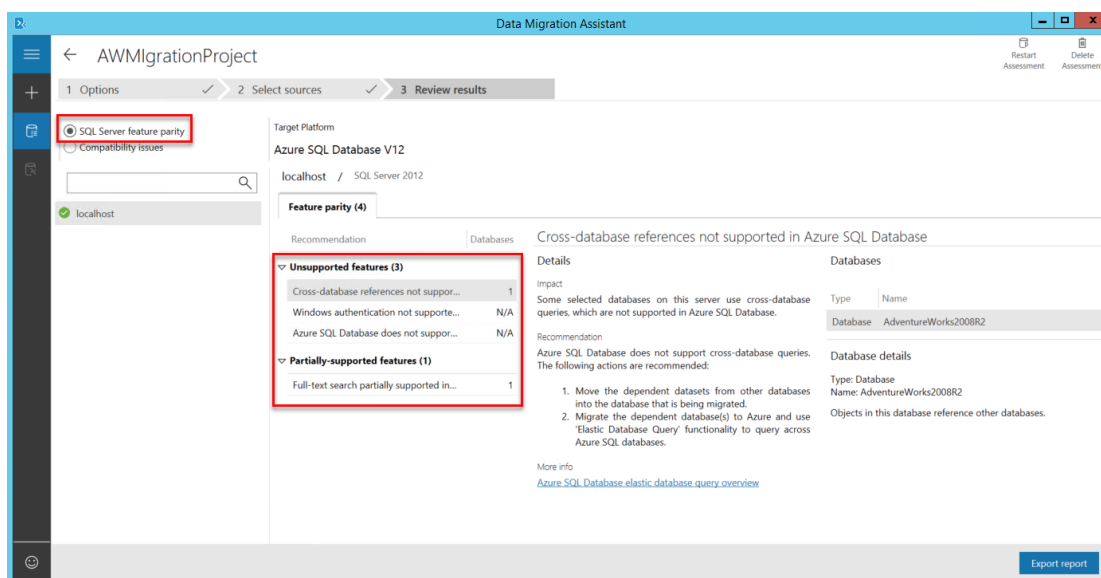 Data Migration Assistant
AWMIgrationProject
Restart
Assessment
Delete
Assessment
1 Options
2 Select sources
3 Review results
SQL Server feature parity
Compatibility issues
localhost
Target Platform
Azure SQL Database V12
localhost / SQL Server 2012
Feature parity (4)
Recommendation Databases
Unsupported features (3)
Cross-database references not suppor... 1
Windows authentication not supporte... N/A
Azure SQL Database does not suppor... N/A
Partially-supported features (1)
Full-text search partially supported in... 1
Cross-database references not supported in Azure SQL Database
Details
Impact
Some selected databases on this server use cross-database
queries, which are not supported in Azure SQL Database.
Recommendation
Azure SQL Database does not support cross-database queries.
The following actions are recommended:
1. Move the dependent datasets from other databases
into the database that is being migrated.
2. Migrate the dependent database(s) to Azure and use
'Elastic Database Query' functionality to query across
Azure SQL databases.
More info
Azure SQL Database elastic database query overview
Databases
Type Name
Database AdventureWorks2008R2
Database details
Type: Database
Name: AdventureWorks2008R2
Objects in this database reference other databases.
Export report